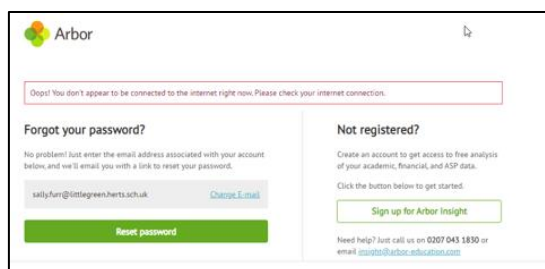 Arbor
Oops! You don't appear to be connected to the internet right now. Please check your internet connection.
Forgot your password?
No problem! Just enter the email address associated with your account
below, and we'll email you with a link to reset your password.
sally.furr@littlegreen.herts.sch.uk
Change E-mail
Reset password
Not registered?
Create an account to get access to free analysis
of your academic, financial, and ASP data.
Click the button below to get started.
Sign up for Arbor Insight
Need help? Just call us on 0207 043 1830 or
email insight@arbor-education.com